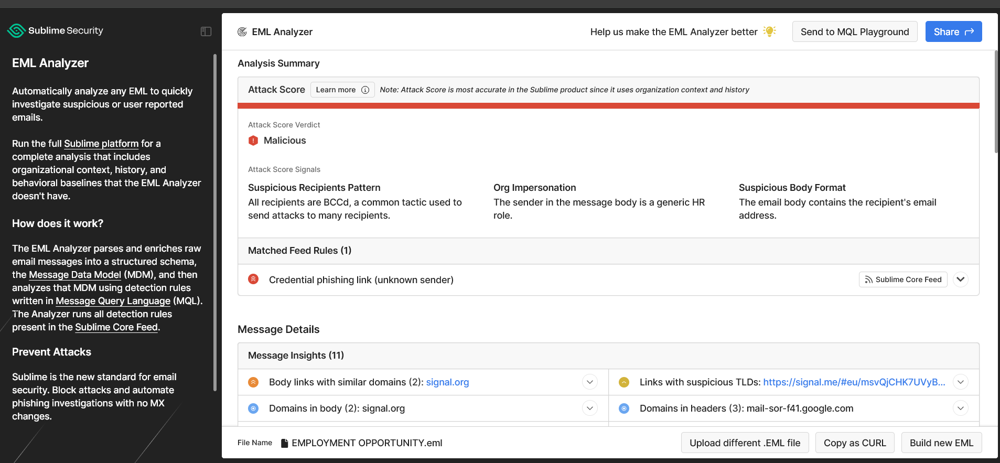 Sublime Security
EML Analyzer
Automatically analyze any EML to quickly
investigate suspicious or user reported
emails.
Run the full Sublime platform for a
complete analysis that includes
organizational context, history, and
behavioral baselines that the EML Analyzer
doesn't have.
How does it work?
The EML Analyzer parses and enriches raw
email messages into a structured schema,
the Message Data Model (MDM), and then
analyzes that MDM using detection rules
written in Message Query Language (MQL).
The Analyzer runs all detection rules
present in the Sublime Core Feed.
Prevent Attacks
Sublime is the new standard for email
security. Block attacks and automate
phishing investigations with no MX
changes.
EML Analyzer
Help us make the EML Analyzer better
Send to MQL Playground
Share
Analysis Summary
Attack Score
Learn more
Note: Attack Score is most accurate in the Sublime product since it uses organization context and history
Attack Score Verdict
Malicious
Attack Score Signals
Suspicious Recipients Pattern
All recipients are BCCd, a common tactic used to
send attacks to many recipients.
Org Impersonation
The sender in the message body is a generic HR
role.
Suspicious Body Format
The email body contains the recipient's email
address.
Matched Feed Rules (1)
Credential phishing link (unknown sender)
Sublime Core Feed
Message Details
Message Insights (11)
Body links with similar domains (2): signal.org
Links with suspicious TLDs: https://signal.me/#eu/msvQjCHK7UVyB...
Domains in body (2): signal.org
Domains in headers (3): mail-sor-f41.google.com
File Name
EMPLOYMENT OPPORTUNITY.eml
Upload different .EML file
Copy as CURL
Build new EML